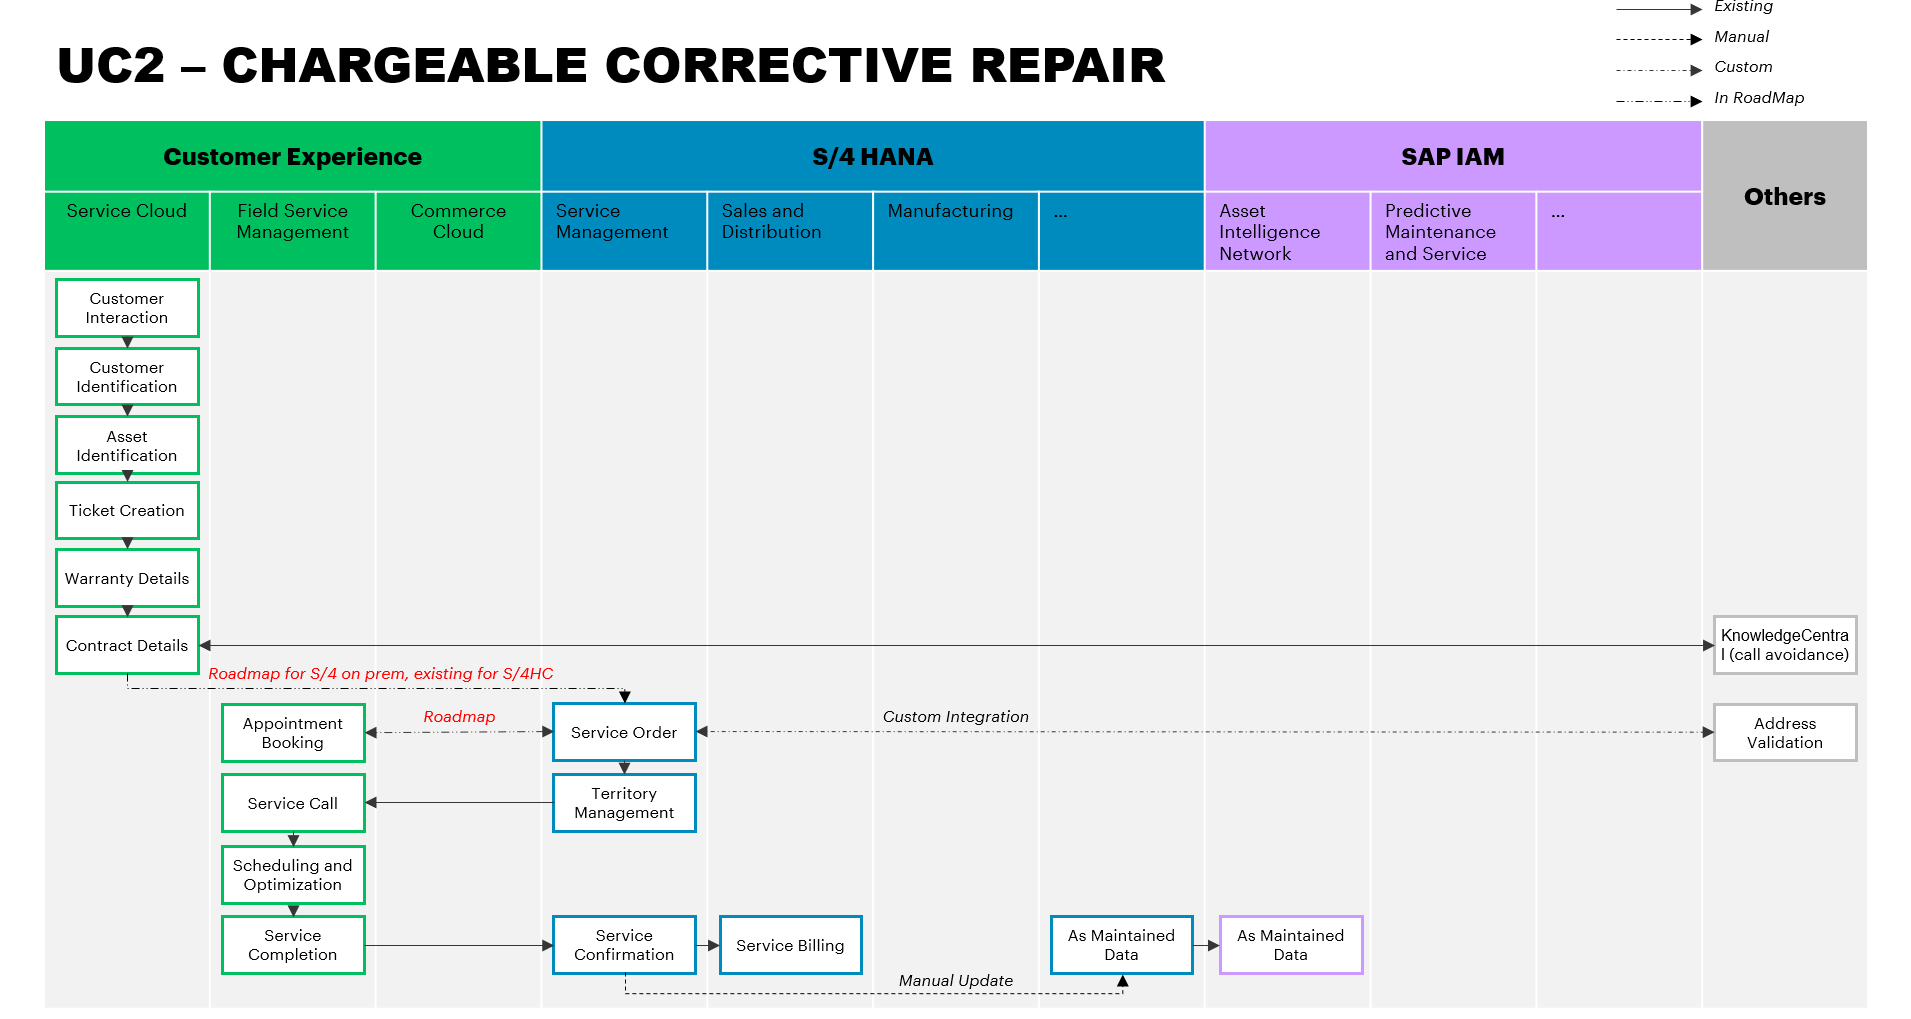 Existing
Manual
Custom
In RoadMap
UC2 – CHARGEABLE CORRECTIVE REPAIR
Customer Experience
S/4 HANA
SAP IAM
Others
Service Cloud
Field Service
Management
Commerce
Cloud
Service
Management
Sales and
Distribution
Manufacturing
...
Asset
Intelligence
Network
Predictive
Maintenance
and Service
...
Customer
Interaction
Customer
Identification
Asset
Identification
Ticket Creation
Warranty Details
Contract Details
KnowledgeCentra
l (call avoidance)
Roadmap for S/4 on prem, existing for S/4HC
Appointment
Booking
Roadmap
Service Order
Custom Integration
Address
Validation
Service Call
Territory
Management
Scheduling and
Optimization
Service
Completion
Service
Confirmation
Service Billing
As Maintained
Data
As Maintained
Data
Manual Update